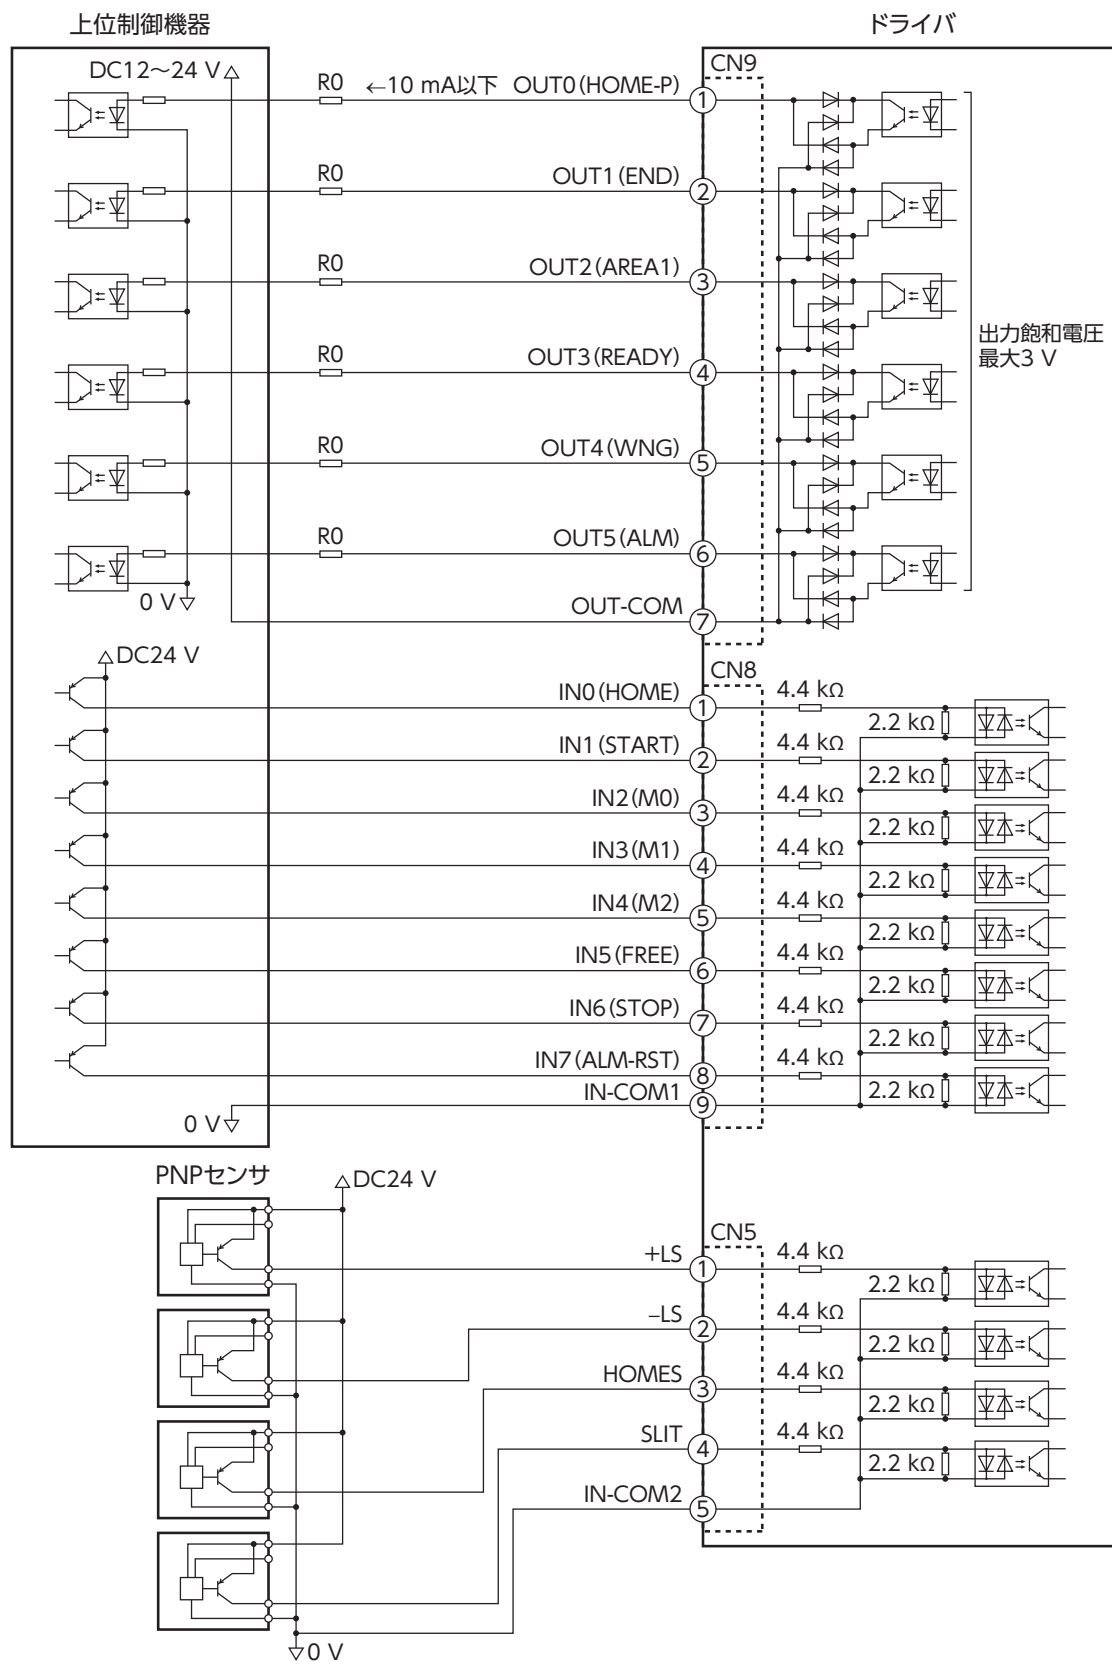 上位制御機器
ドライバ
DC12～24 V
R0
←10 mA以下
OUT0(HOME-P)
CN9
1
R0
OUT1(END)
2
R0
OUT2(AREA1)
3
出力飽和電圧
最大3 V
R0
OUT3(READY)
4
R0
OUT4(WNG)
5
R0
OUT5(ALM)
6
0 V
OUT-COM
7
DC24 V
CN8
IN0(HOME)
1
4.4 kΩ
2.2 kΩ
IN1(START)
2
4.4 kΩ
2.2 kΩ
IN2(M0)
3
4.4 kΩ
2.2 kΩ
IN3(M1)
4
4.4 kΩ
2.2 kΩ
IN4(M2)
5
4.4 kΩ
2.2 kΩ
IN5(FREE)
6
4.4 kΩ
2.2 kΩ
IN6(STOP)
7
4.4 kΩ
2.2 kΩ
IN7(ALM-RST)
8
4.4 kΩ
2.2 kΩ
IN-COM1
9
0 V
PNPセンサ
DC24 V
CN5
+LS
1
4.4 kΩ
2.2 kΩ
–LS
2
4.4 kΩ
2.2 kΩ
HOMES
3
4.4 kΩ
2.2 kΩ
SLIT
4
4.4 kΩ
2.2 kΩ
IN-COM2
5
0 V